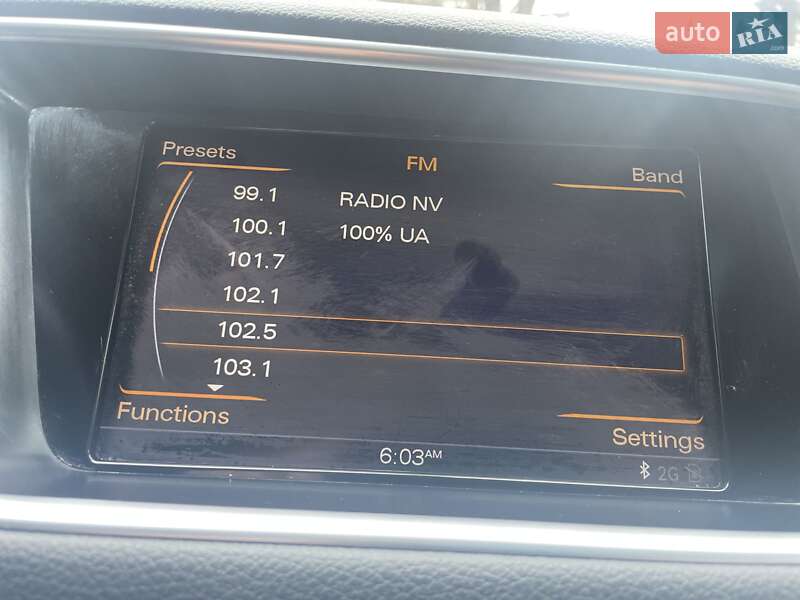 auto RIA
.com
Presets
FM
Band
99.1 RADIO NV
100.1 100% UA
101.7
102.1
102.5
103.1
Functions
Settings
6:03AM
2G